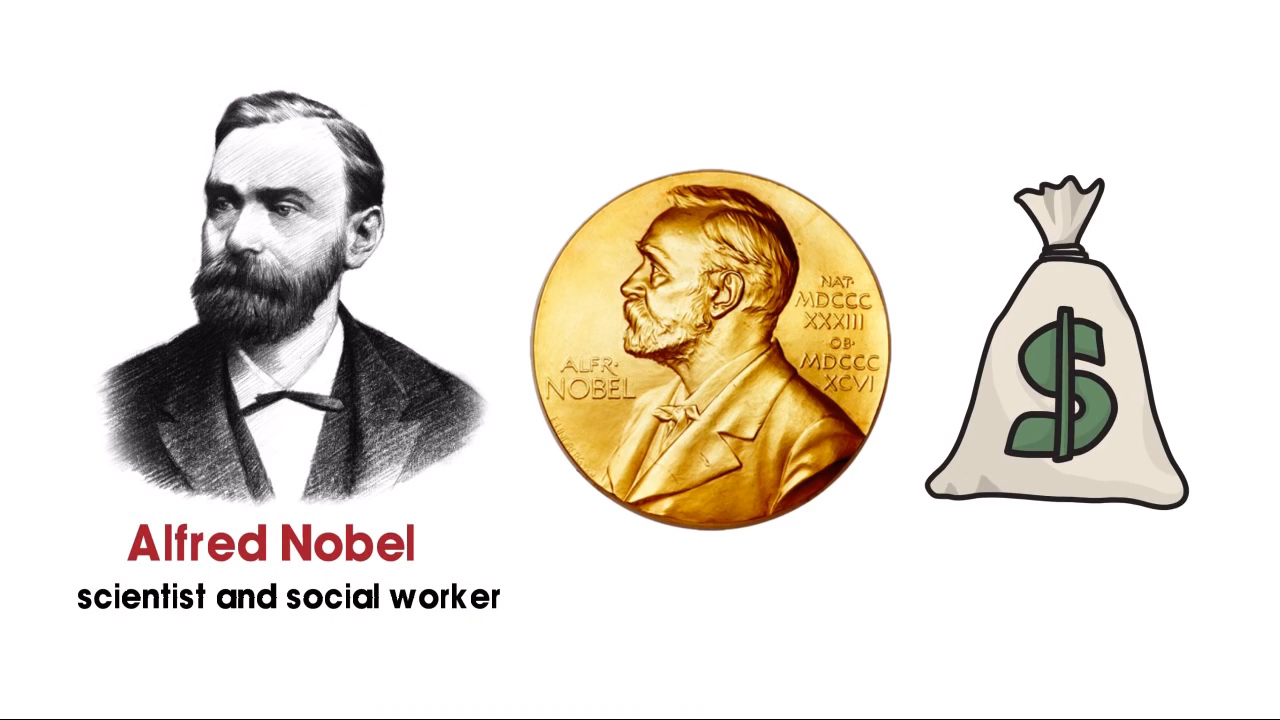 Alfred Nobel
scientist and social worker
ALFR·
NOBEL
NAT·
MDCCC
XXXIII
OB·
MDCCC
XCVI
$